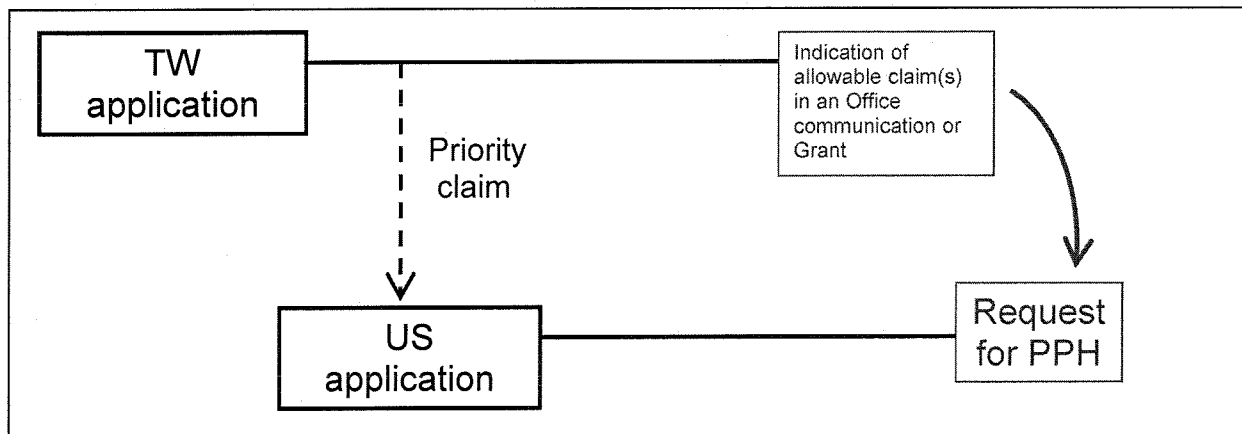 TW
application
Indication of
allowable claim(s)
in an Office
communication or
Grant
Priority
claim
US
application
Request
for PPH